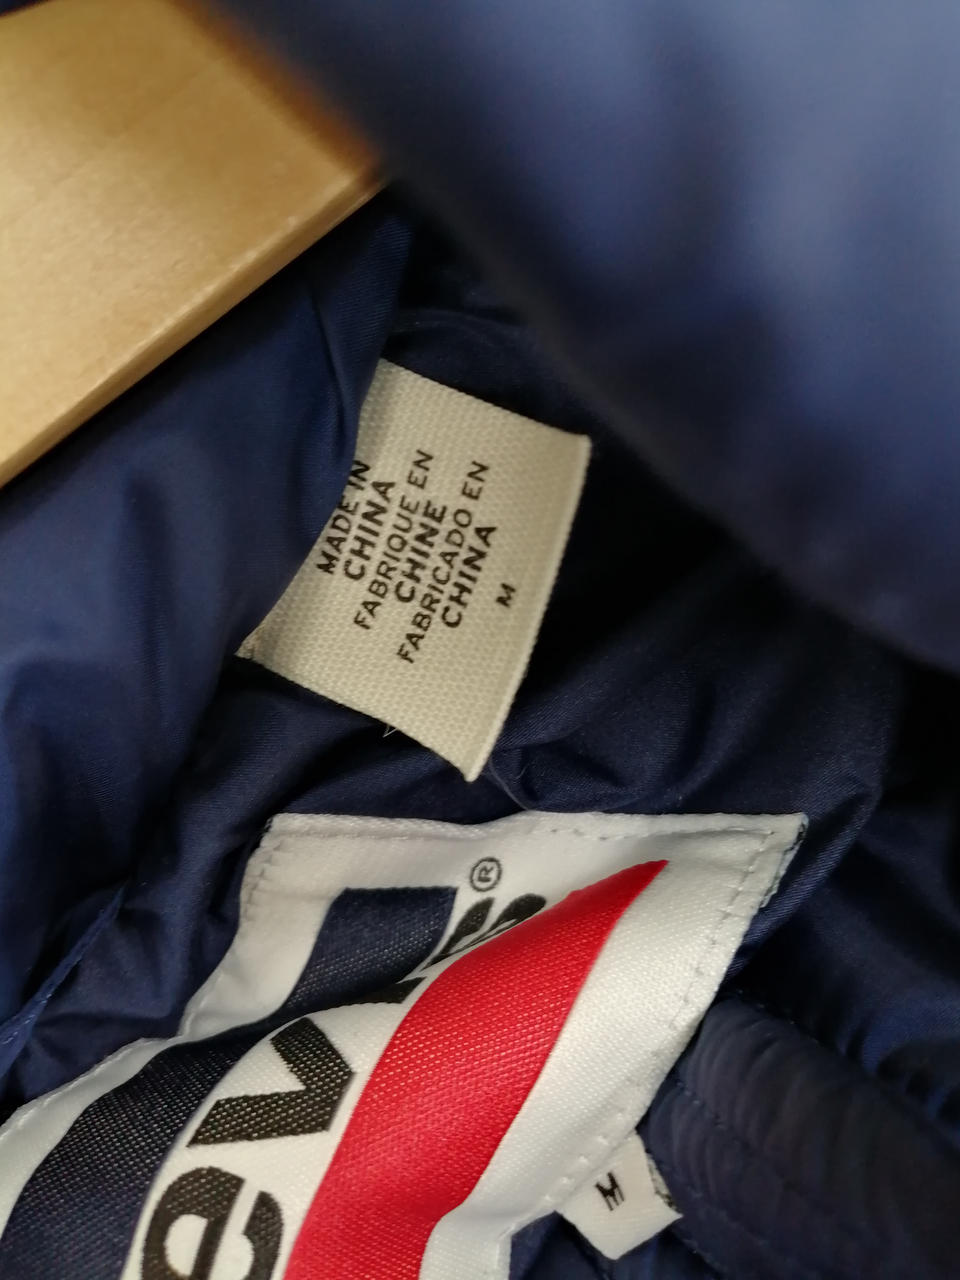 MADE IN
CHINA
FABRIQUE EN
CHINE
FABRICADO EN
CHINA
M
evi's®
M